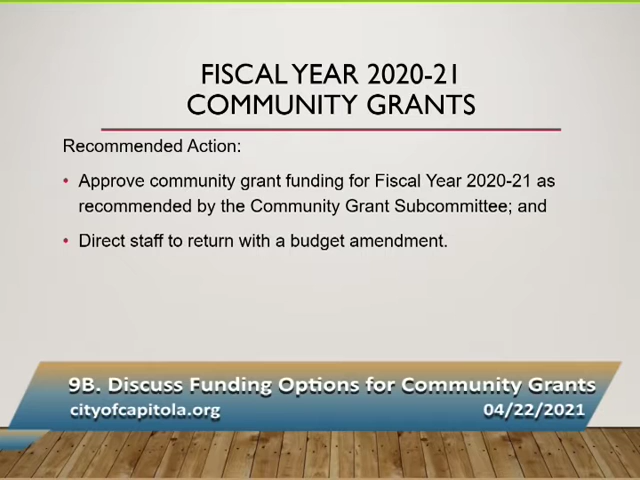 FISCAL YEAR 2020-21
COMMUNITY GRANTS
Recommended Action:
• Approve community grant funding for Fiscal Year 2020-21 as
recommended by the Community Grant Subcommittee; and
• Direct staff to return with a budget amendment.
9B. Discuss Funding Options for Community Grants
cityofcapitola.org 04/22/2021